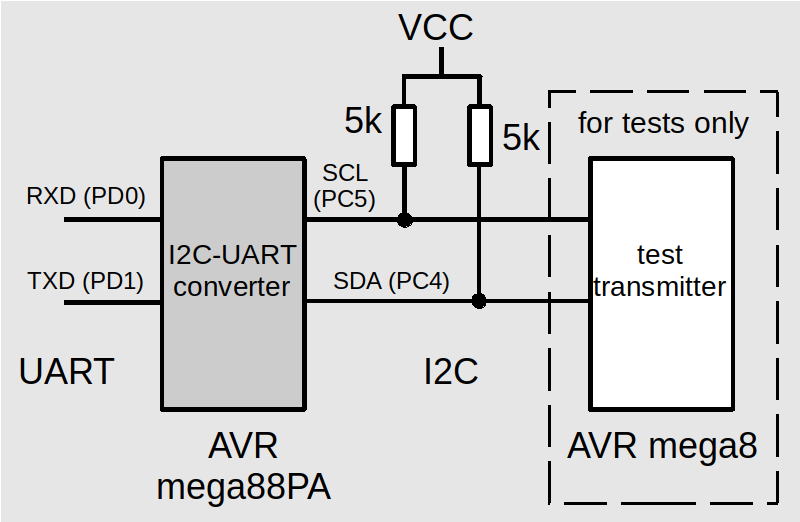 VCC
5k
5k
for tests only
RXD (PD0)
SCL
(PC5)
I2C-UART
converter
test
transmitter
TXD (PD1)
SDA (PC4)
UART
I2C
AVR
mega88PA
AVR mega8